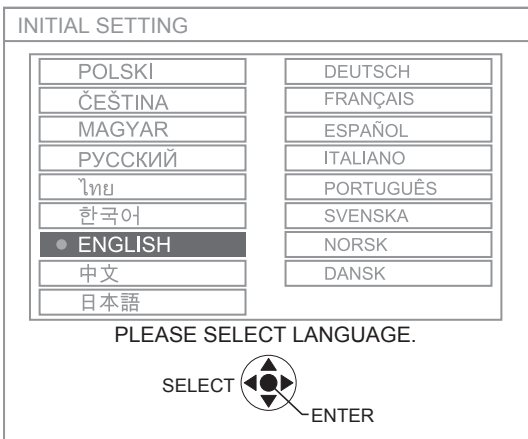 INITIAL SETTING
POLSKI
ČEŠTINA
MAGYAR
РУССКИЙ
ไทย
한국어
ENGLISH
中文
日本語
DEUTSCH
FRANÇAIS
ESPAÑOL
ITALIANO
PORTUGUÊS
SVENSKA
NORSK
DANSK
PLEASE SELECT LANGUAGE.
SELECT
ENTER